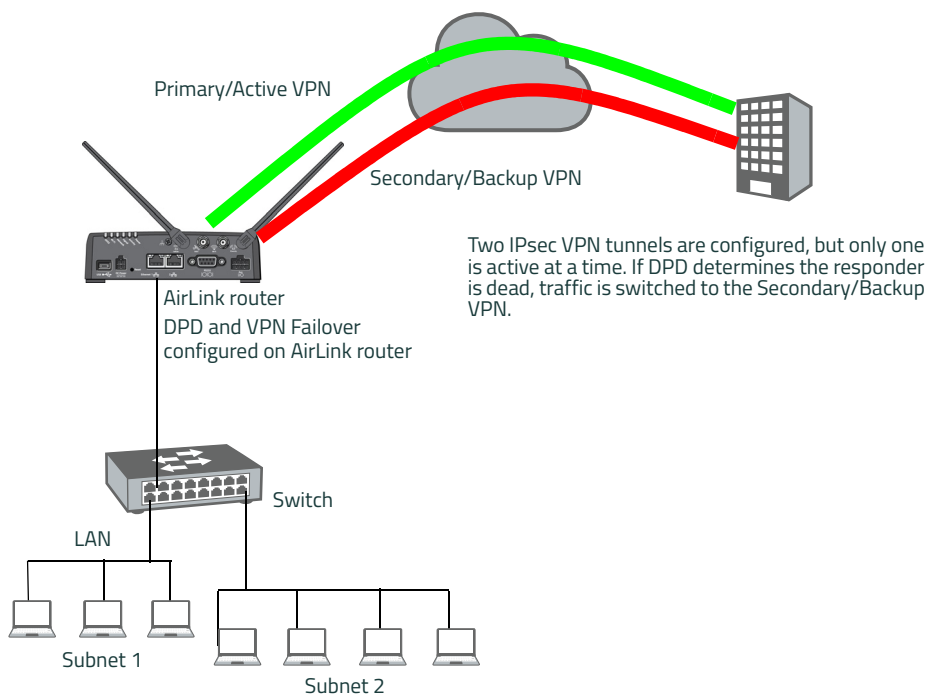 Primary/Active VPN
Secondary/Backup VPN
Two IPsec VPN tunnels are configured, but only one
is active at a time. If DPD determines the responder
is dead, traffic is switched to the Secondary/Backup
VPN.
AirLink router
DPD and VPN Failover
configured on AirLink router
Switch
LAN
Subnet 1
Subnet 2